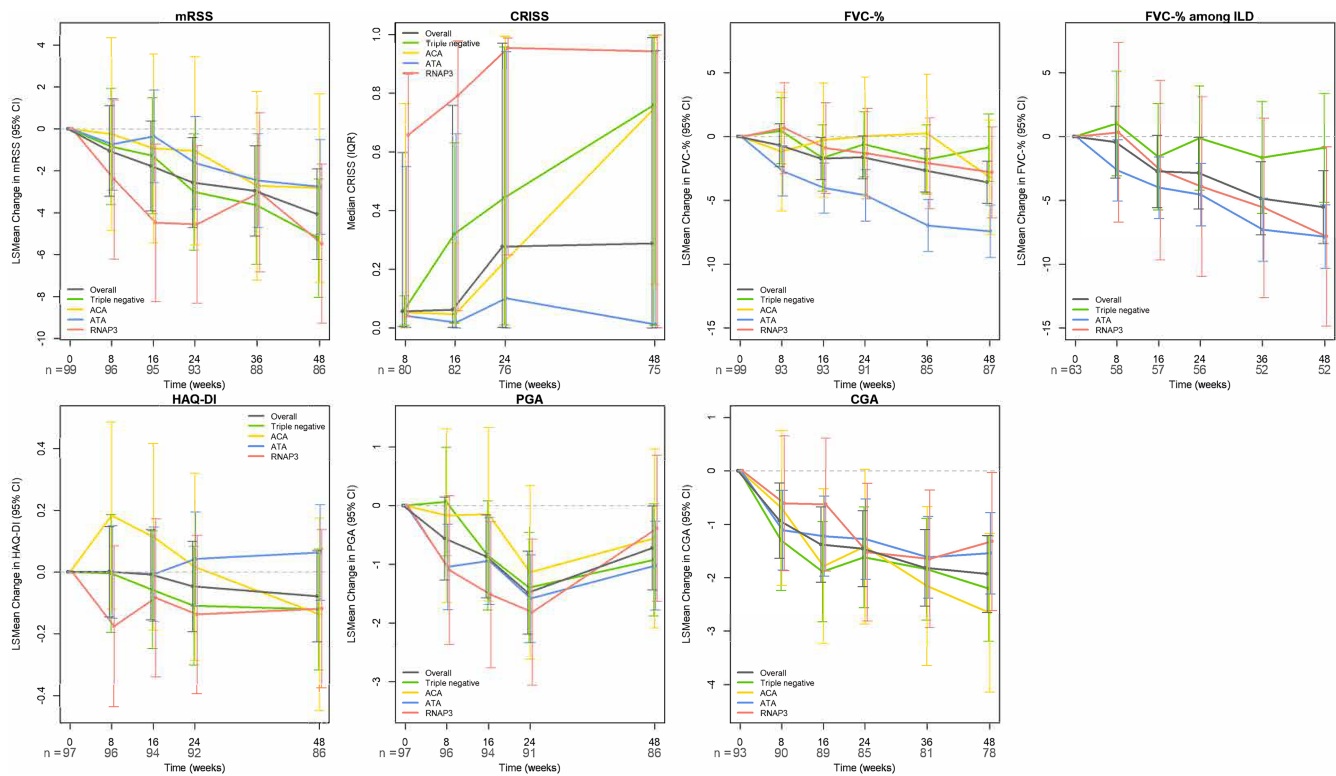 mRSS
LSMean Change in mRSS (95% CI)
4
2
0
-2
-4
-6
-8
-10
Overall
Triple negative
ACA
ATA
RNAP3
0 8 16 24 36 48
n = 99 96 95 93 88 86
Time (weeks)
CRISS
Median CRISS (IQR)
1.0
0.8
0.6
0.4
0.2
0.0
Overall
Triple negative
ACA
ATA
RNAP3
8 16 24 48
n = 80 82 76 75
Time (weeks)
FVC-%
LSMean Change in FVC-% (95% CI)
5
0
-5
-10
-15
Overall
Triple negative
ACA
ATA
RNAP3
0 8 16 24 36 48
n = 99 93 93 91 85 87
Time (weeks)
FVC-% among ILD
LSMean Change in FVC-% (95% CI)
5
0
-5
-10
-15
Overall
Triple negative
ATA
RNAP3
0 8 16 24 36 48
n = 63 58 57 56 52 52
Time (weeks)
HAQ-DI
LSMean Change in HAQ-DI (95% CI)
0.4
0.2
0.0
-0.2
-0.4
Overall
Triple negative
ACA
ATA
RNAP3
0 8 16 24 48
n = 97 96 94 92 86
Time (weeks)
PGA
LSMean Change in PGA (95% CI)
1
0
-1
-2
-3
Overall
Triple negative
ACA
ATA
RNAP3
0 8 16 24 48
n = 97 96 94 91 86
Time (weeks)
CGA
LSMean Change in CGA (95% CI)
1
0
-1
-2
-3
-4
Overall
Triple negative
ACA
ATA
RNAP3
0 8 16 24 36 48
n = 93 90 89 85 81 78
Time (weeks)